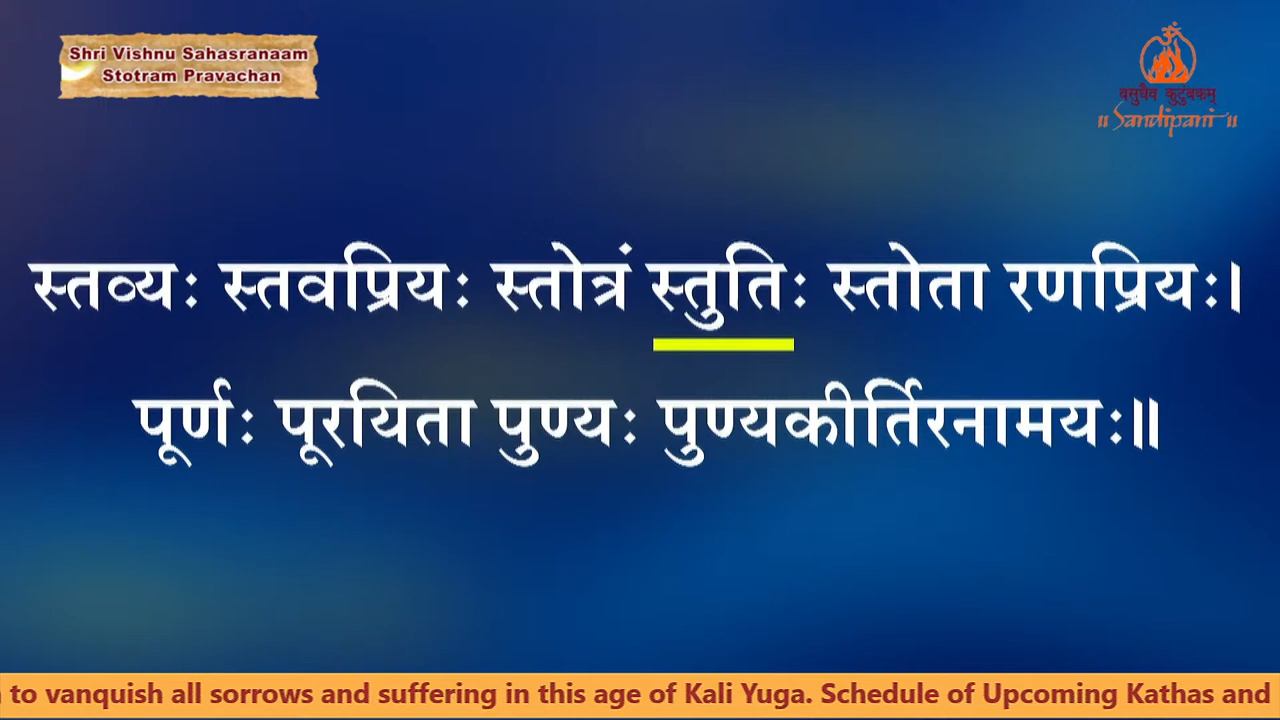 Shri Vishnu Sahasranaam
Stotram Pravachan
वसुधैव कुटुंबकम्
॥ Sandipani ॥
स्तव्यः स्तवप्रियः स्तोत्रं स्तुतिः स्तोता रणप्रियः।
पूर्णः पूरयिता पुण्यः पुण्यकीर्तिरनामयः॥
to vanquish all sorrows and suffering in this age of Kali Yuga. Schedule of Upcoming Kathas and